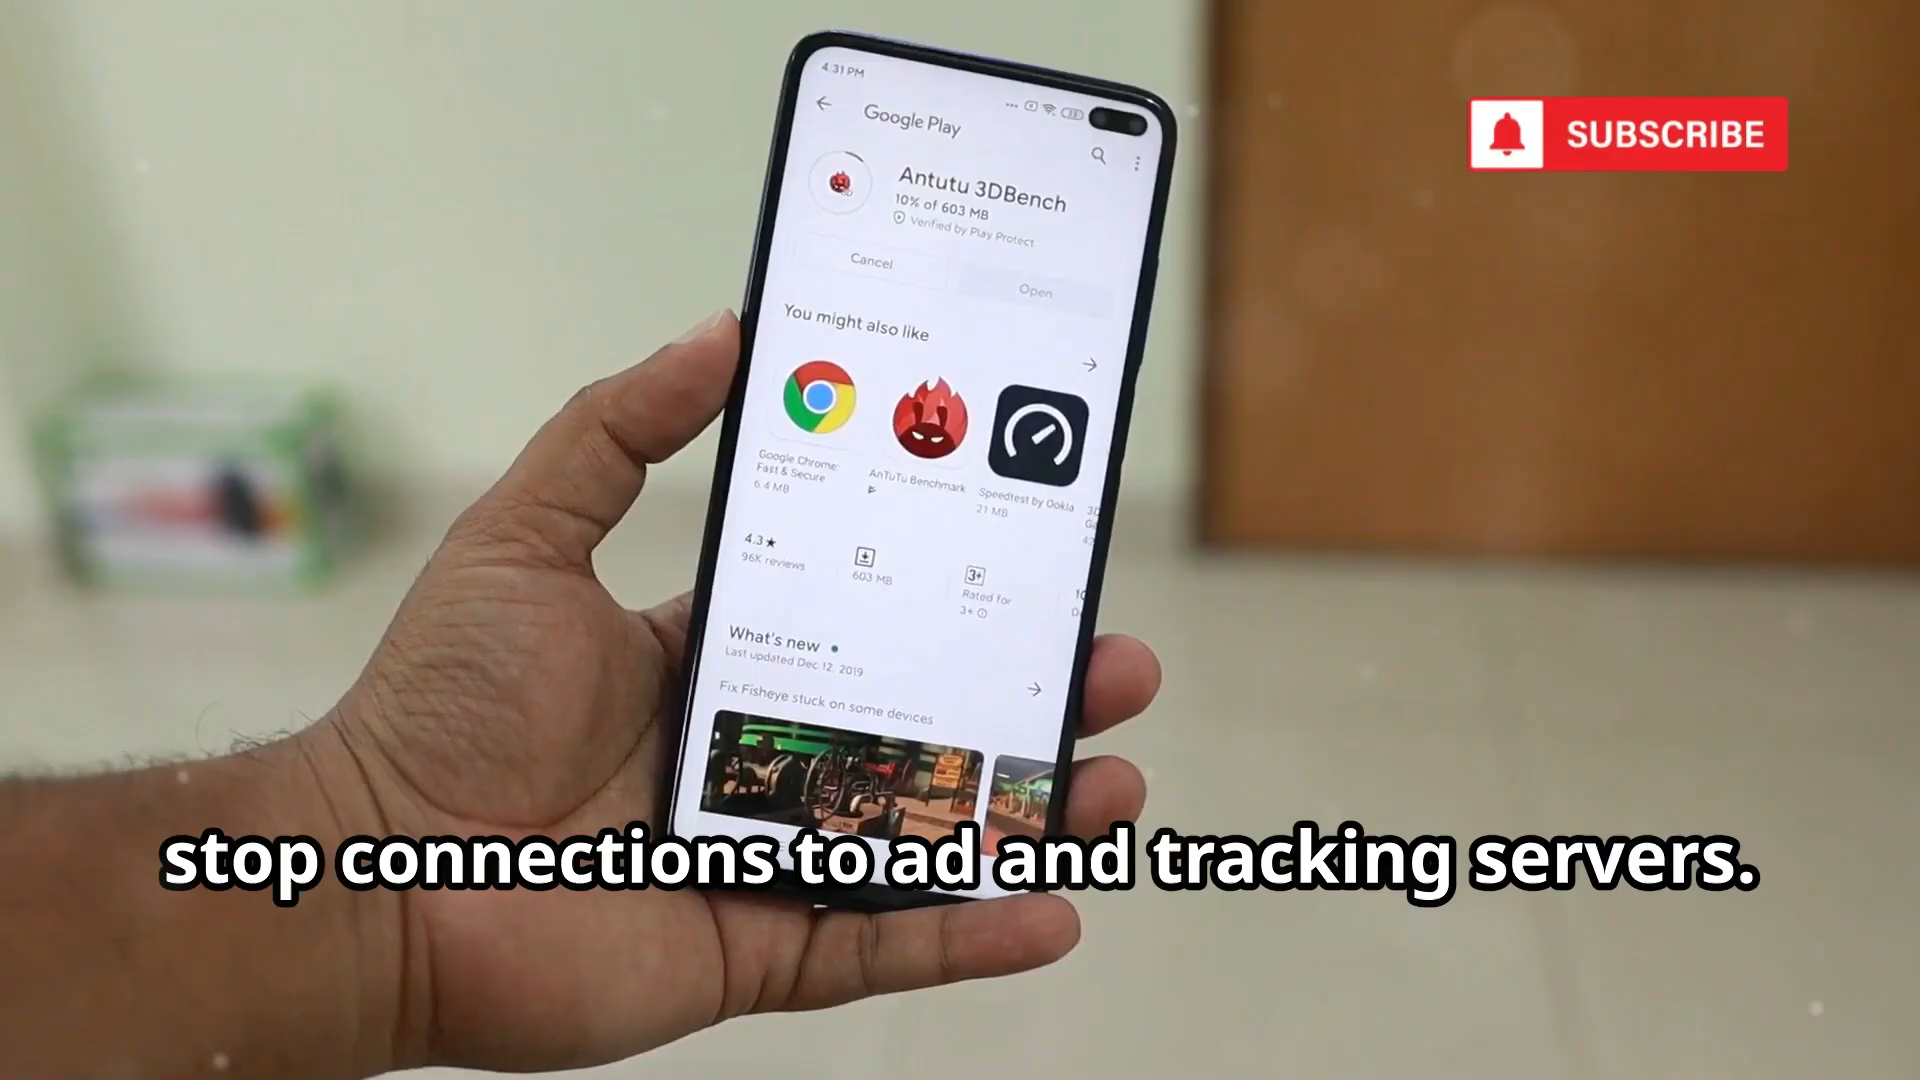 4:31 PM
Google Play
Antutu 3DBench
10% of 603 MB
Verified by Play Protect
Cancel
Open
You might also like
Google Chrome:
Fast & Secure
6.4 MB
AnTuTu Benchmark
Speedtest by Ookla
21 MB
4.3★
96K reviews
603 MB
3+
Rated for
3+
What's new
Last updated Dec 12, 2019
Fix Fisheye stuck on some devices
SUBSCRIBE
stop connections to ad and tracking servers.